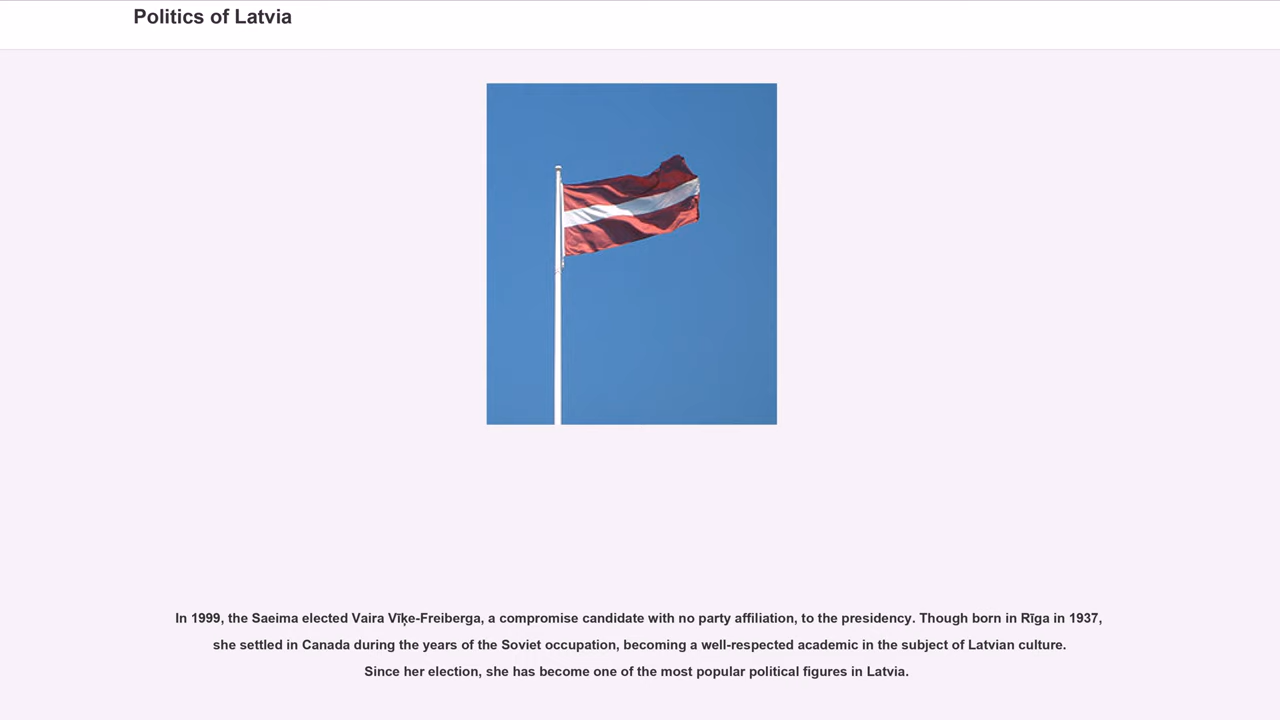 Politics of Latvia
In 1999, the Saeima elected Vaira Vīķe-Freiberga, a compromise candidate with no party affiliation, to the presidency. Though born in Rīga in 1937,
she settled in Canada during the years of the Soviet occupation, becoming a well-respected academic in the subject of Latvian culture.
Since her election, she has become one of the most popular political figures in Latvia.